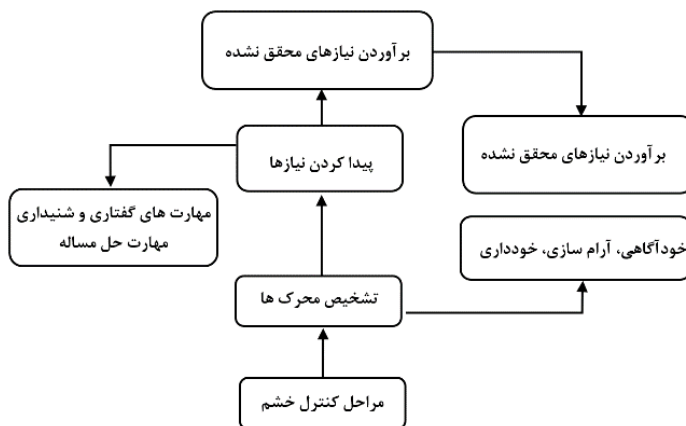 برآوردن نیازهای محقق نشده
برآوردن نیازهای محقق نشده
پیدا کردن نیازها
مهارت های گفتاری و شنیداری
مهارت حل مساله
خودآگاهی، آرام سازی، خودداری
تشخیص محرک ها
مراحل کنترل خشم